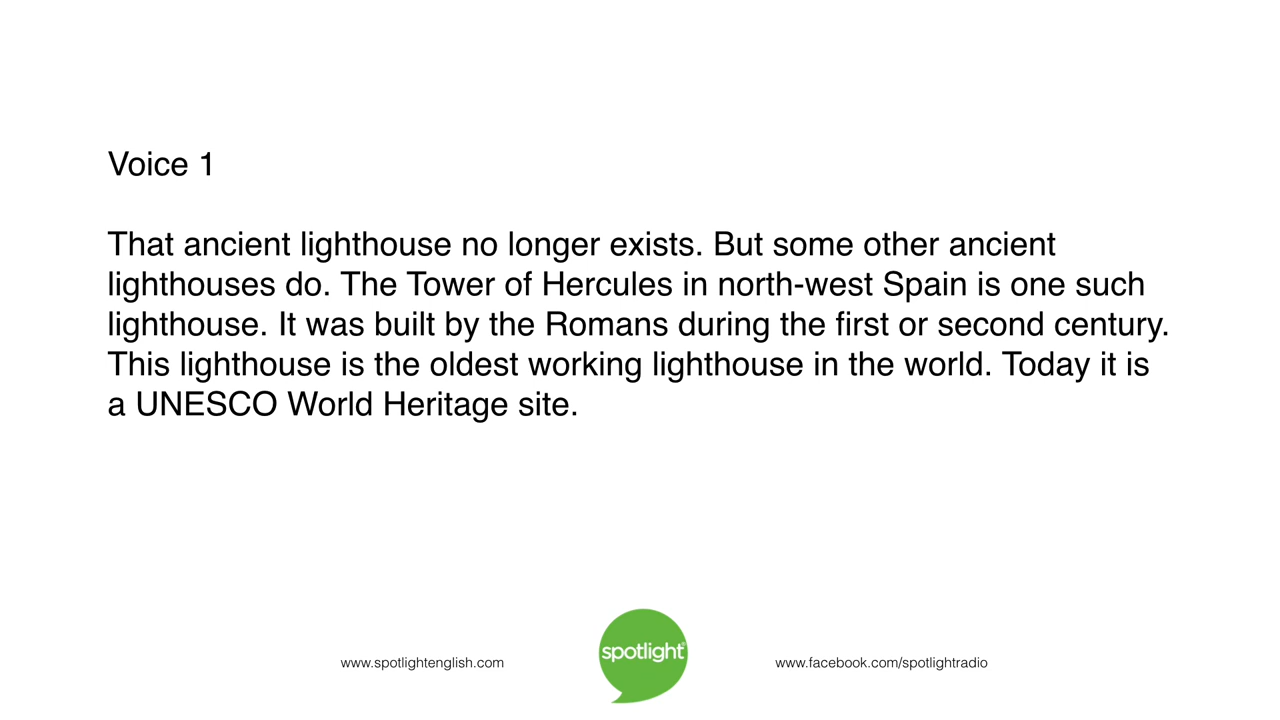 Voice 1
That ancient lighthouse no longer exists. But some other ancient
lighthouses do. The Tower of Hercules in north-west Spain is one such
lighthouse. It was built by the Romans during the first or second century.
This lighthouse is the oldest working lighthouse in the world. Today it is
a UNESCO World Heritage site.
www.spotlightenglish.com
spotlight®
www.facebook.com/spotlightradio